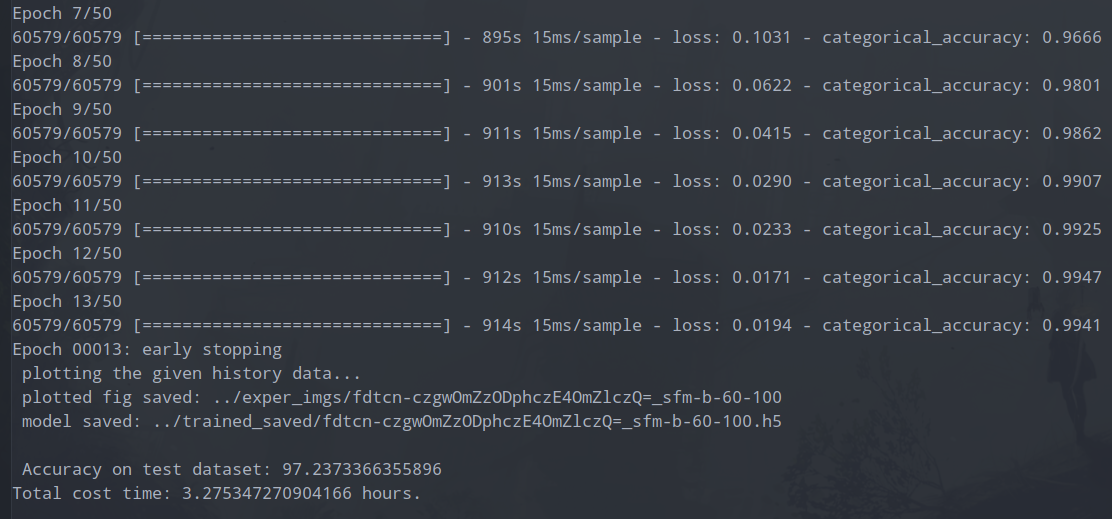 Epoch 7/50
60579/60579 [==============================] - 895s 15ms/sample - loss: 0.1031 - categorical_accuracy: 0.9666
Epoch 8/50
60579/60579 [==============================] - 901s 15ms/sample - loss: 0.0622 - categorical_accuracy: 0.9801
Epoch 9/50
60579/60579 [==============================] - 911s 15ms/sample - loss: 0.0415 - categorical_accuracy: 0.9862
Epoch 10/50
60579/60579 [==============================] - 913s 15ms/sample - loss: 0.0290 - categorical_accuracy: 0.9907
Epoch 11/50
60579/60579 [==============================] - 910s 15ms/sample - loss: 0.0233 - categorical_accuracy: 0.9925
Epoch 12/50
60579/60579 [==============================] - 912s 15ms/sample - loss: 0.0171 - categorical_accuracy: 0.9947
Epoch 13/50
60579/60579 [==============================] - 914s 15ms/sample - loss: 0.0194 - categorical_accuracy: 0.9941
Epoch 00013: early stopping
plotting the given history data...
plotted fig saved: ../exper_imgs/fdtcn-czgwOmZzODphczE4OmZlczQ=_sfm-b-60-100
model saved: ../trained_saved/fdtcn-czgwOmZzODphczE4OmZlczQ=_sfm-b-60-100.h5
Accuracy on test dataset: 97.2373366355896
Total cost time: 3.275347270904166 hours.